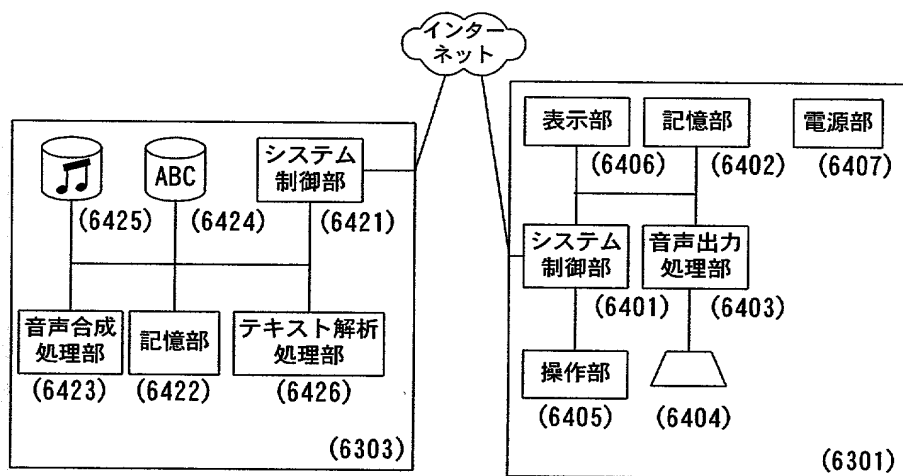 インター
ネット
表示部
記憶部
電源部
(6406)
(6402)
(6407)
システム
制御部
ABC
(6425)
(6424)
(6421)
システム
制御部
音声出力
処理部
(6401)
(6403)
音声合成
処理部
記憶部
テキスト解析
処理部
(6423)
(6422)
(6426)
操作部
(6405)
(6404)
(6303)
(6301)